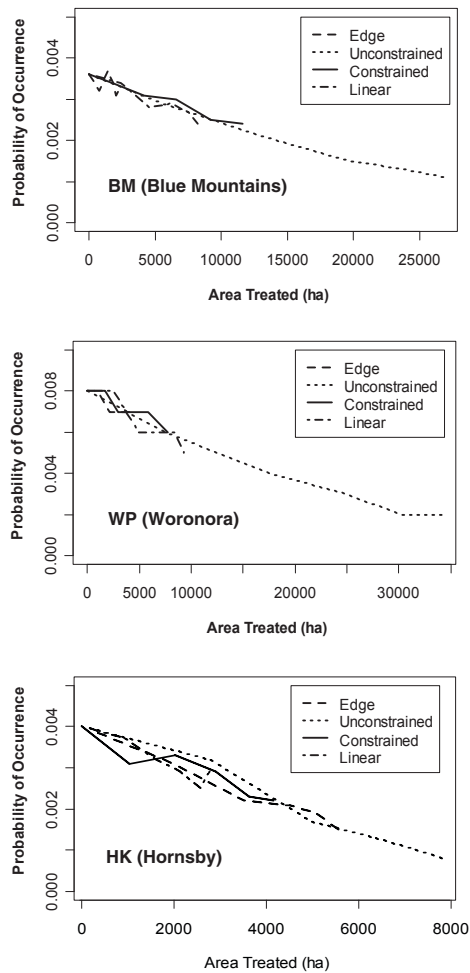 Probability of Occurrence
0.000
0.002
0.004
Edge
Unconstrained
Constrained
Linear
BM (Blue Mountains)
0 5000 10000 15000 20000 25000
Area Treated (ha)
Probability of Occurrence
0.000
0.004
0.008
Edge
Unconstrained
Constrained
Linear
WP (Woronora)
0 5000 10000 20000 30000
Area Treated (ha)
Probability of Occurrence
0.000
0.002
0.004
Edge
Unconstrained
Constrained
Linear
HK (Hornsby)
0 2000 4000 6000 8000
Area Treated (ha)